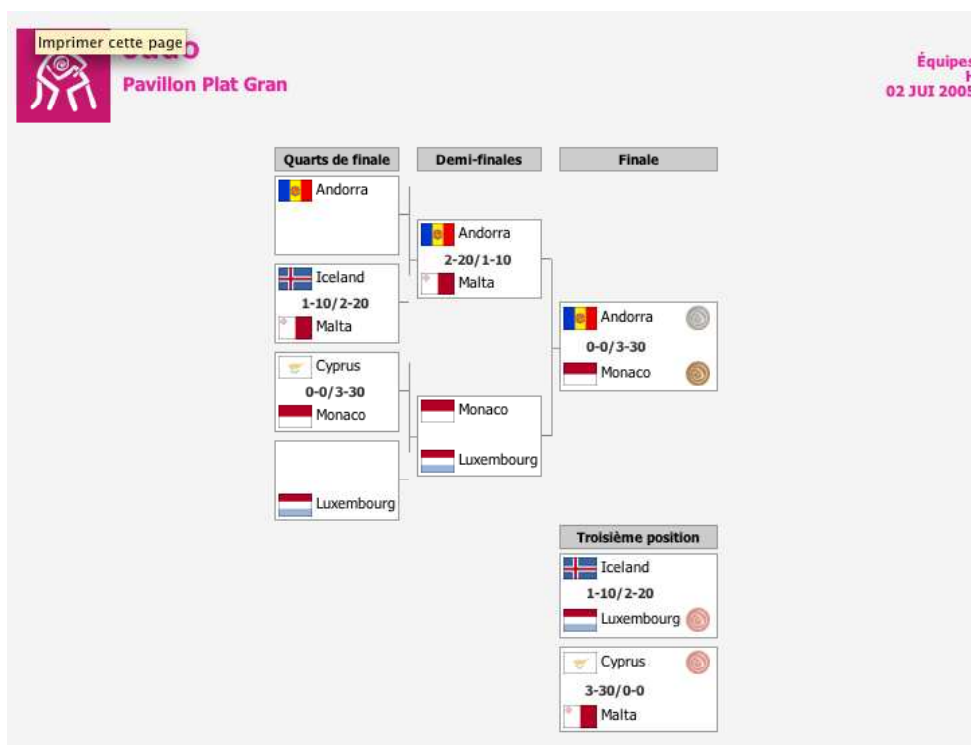 Imprimer cette page
Pavillon Plat Gran
Équipes
H
02 JUI 2005
Quarts de finale
Demi-finales
Finale
Andorra
Iceland
1-10/2-20
Malta
Cyprus
0-0/3-30
Monaco
Luxembourg
Andorra
2-20/1-10
Malta
Monaco
Luxembourg
Andorra
0-0/3-30
Monaco
Troisième position
Iceland
1-10/2-20
Luxembourg
Cyprus
3-30/0-0
Malta